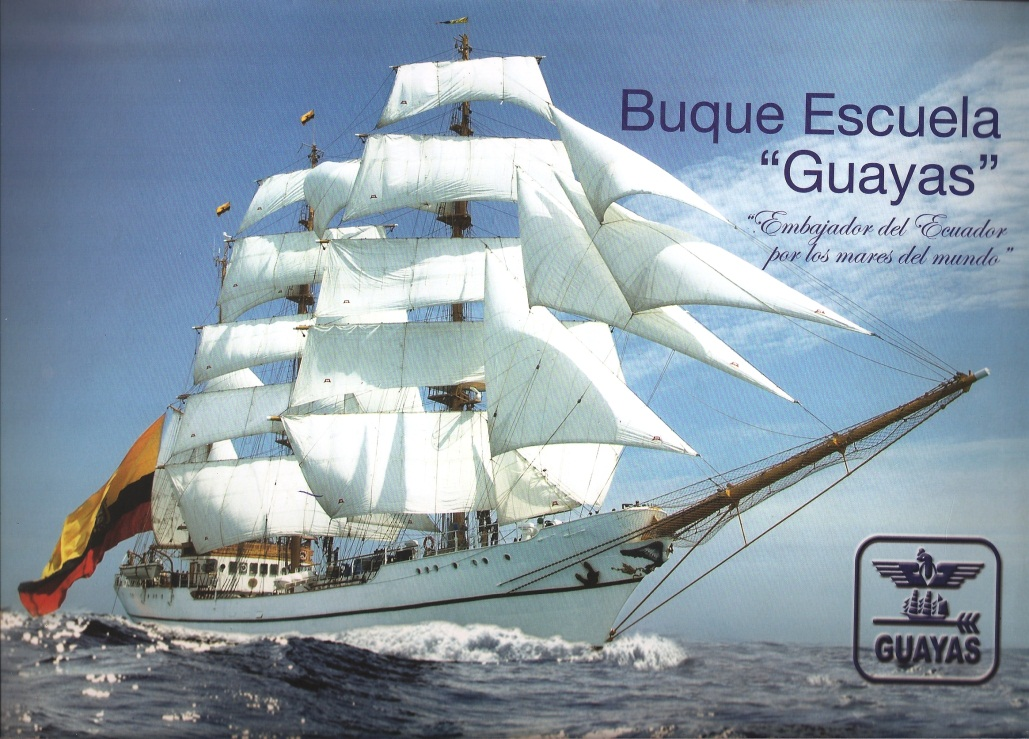 Buque Escuela
“Guayas”
“Embajador del Ecuador
por los mares del mundo”
GUAYAS